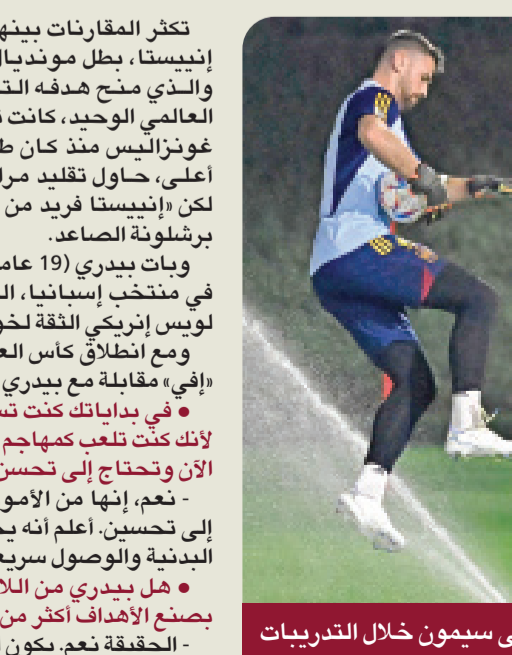 تكثر المقارنات بينه
إنييستا، بطل مونديال
والذي منح هدفه الت
العالمي الوحيد، كانت
غونزاليس منذ كان ط
أعلى، حاول تقليد مرا
لكن «إنييستا فريد من
برشلونة الصاعد.
وبات بيدري (19 عاما
في منتخب إسبانيا، ال
لويس إنريكي الثقة لخو
ومع انطلاق كأس الع
«إفي» مقابلة مع بيدري
• في بداياتك كنت تس
لأنك كنت تلعب كمهاجم
الآن وتحتاج إلى تحسن
- نعم، إنها من الأمو
إلى تحسين. أعلم أنه يج
البدنية والوصول سريع
• هل بيدري من اللا
بصنع الأهداف أكثر من
- الحقيقة نعم. يكون
ى سيمون خلال التدريبات